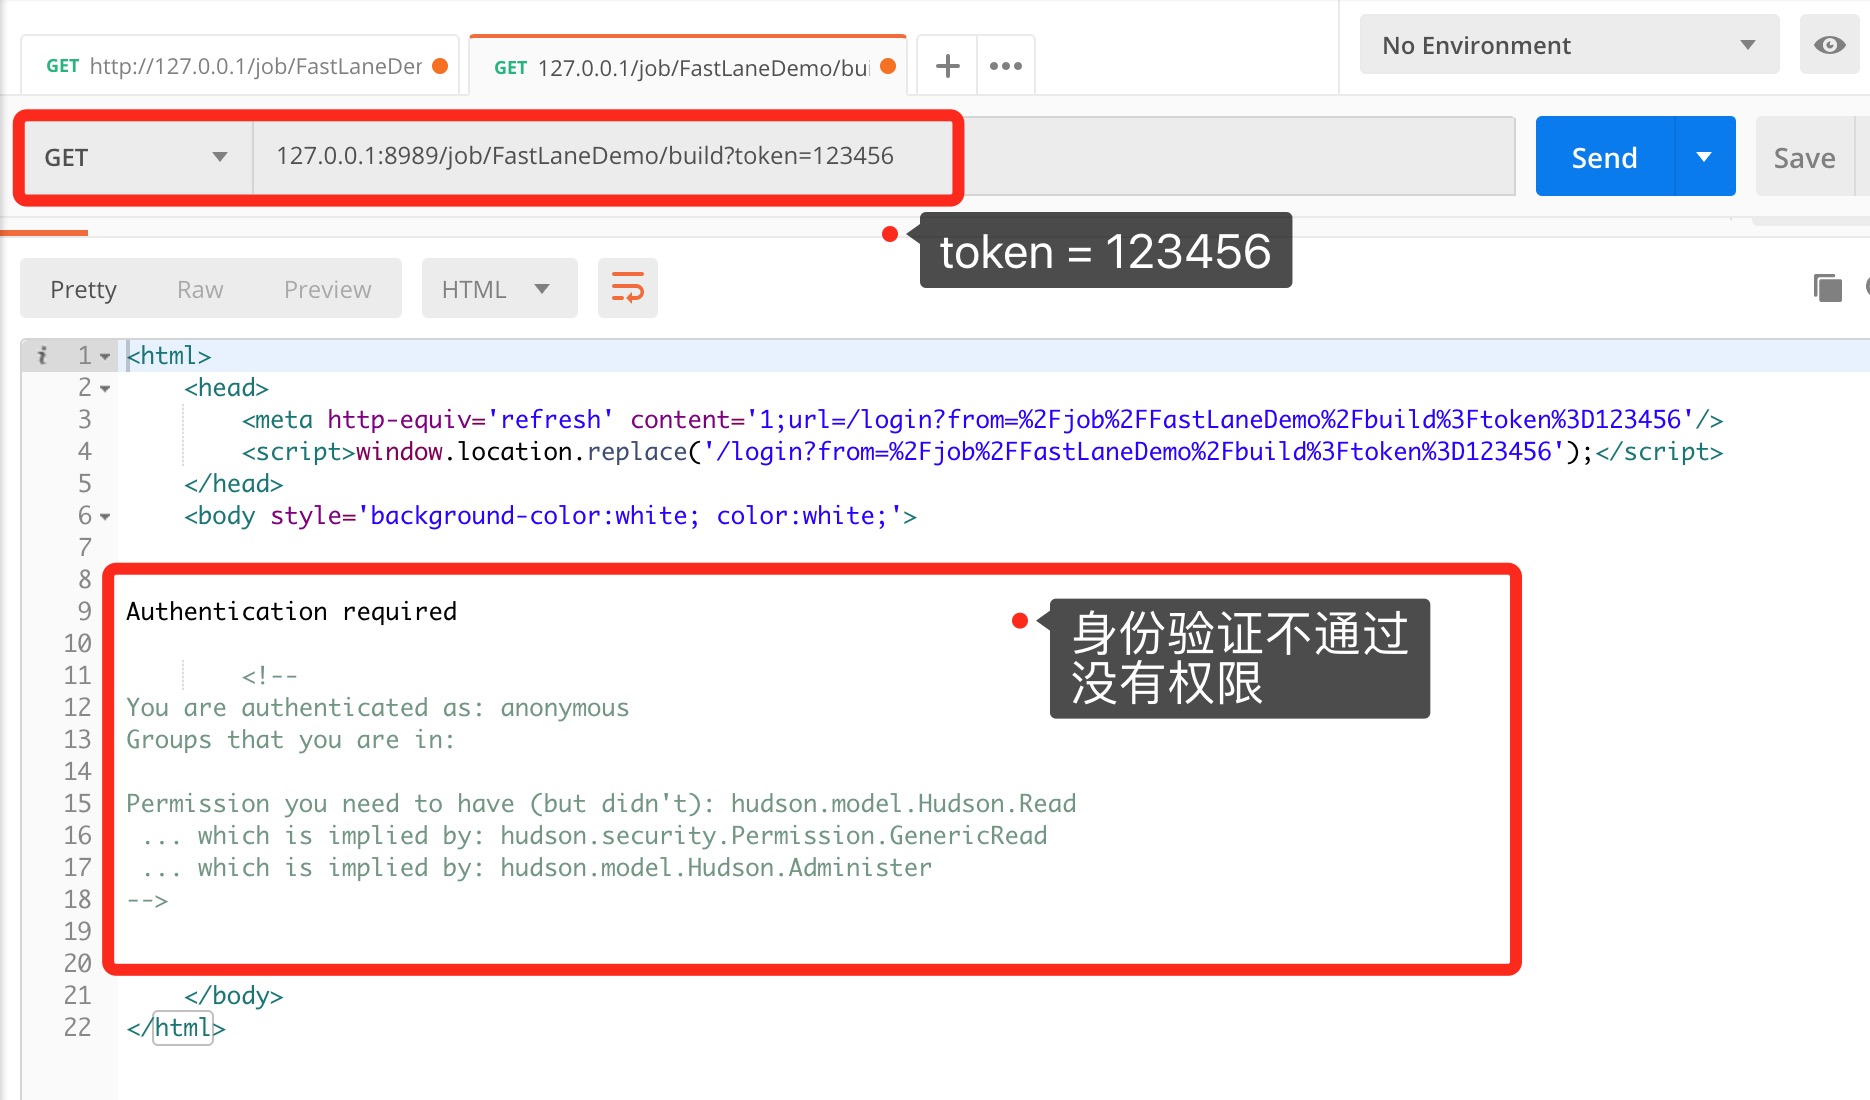 GET http://127.0.0.1/job/FastLaneDer
GET 127.0.0.1/job/FastLaneDemo/bui
No Environment
GET 127.0.0.1:8989/job/FastLaneDemo/build?token=123456
Send
Save
token = 123456
Pretty Raw Preview HTML
i 1 <html>
2 <head>
3 <meta http-equiv='refresh' content='1;url=/login?from=%2Fjob%2FFastLaneDemo%2Fbuild%3Ftoken%3D123456'/>
4 <script>window.location.replace('/login?from=%2Fjob%2FFastLaneDemo%2Fbuild%3Ftoken%3D123456');</script>
5 </head>
6 <body style='background-color:white; color:white;'>
7
8
9 Authentication required
身份验证不通过
没有权限
10
11 <!--
12 You are authenticated as: anonymous
13 Groups that you are in:
14
15 Permission you need to have (but didn't): hudson.model.Hudson.Read
16 ... which is implied by: hudson.security.Permission.GenericRead
17 ... which is implied by: hudson.model.Hudson.Administer
18 -->
19
20
21 </body>
22 </html>